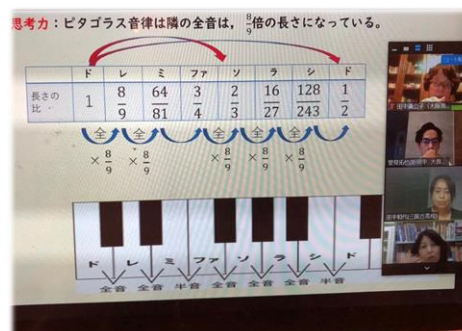 思考力：ピタゴラス音律は隣の全音は，8/9倍の長さになっている。
ド レ ミ ファ ソ ラ シ ド
長さの比 1 8/9 64/81 3/4 2/3 16/27 128/243 1/2
全 全 全 全 全
×8/9 ×8/9 ×8/9 ×8/9 ×8/9
ド レ ミ ファ ソ ラ シ ド
全音 全音 半音 全音 全音 全音 半音